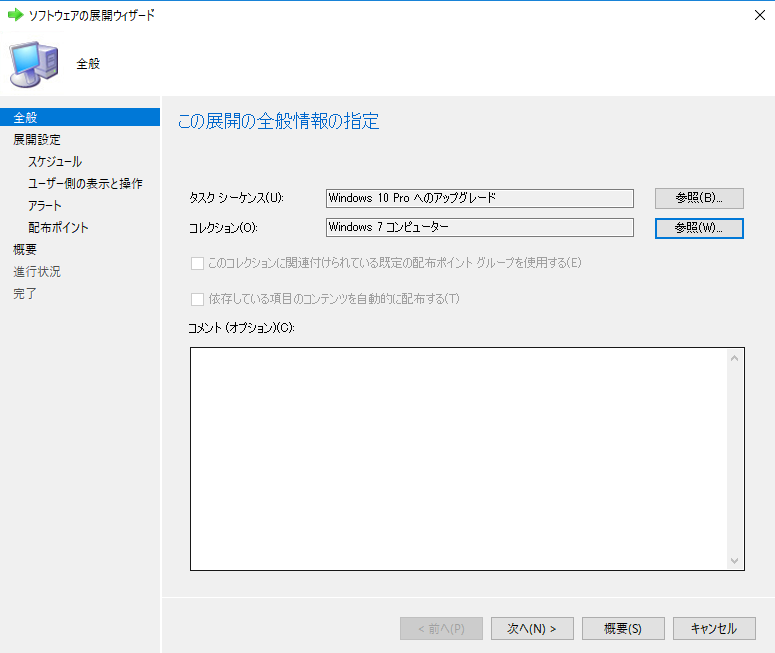 ソフトウェアの展開ウィザード
全般
全般
展開設定
スケジュール
ユーザー側の表示と操作
アラート
配布ポイント
概要
進行状況
完了
この展開の全般情報の指定
タスク シーケンス(U): Windows 10 Pro へのアップグレード 参照(B)...
コレクション(O): Windows 7 コンピューター 参照(W)...
このコレクションに関連付けられている既定の配布ポイント グループを使用する(E)
依存している項目のコンテンツを自動的に配布する(T)
コメント (オプション)(C):
< 前へ(P) 次へ(N) > 概要(S) キャンセル